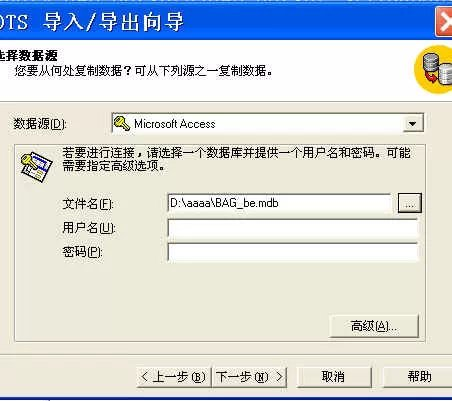 DTS 导入/导出向导
选择数据源
您要从何处复制数据? 可从下列源之一复制数据。
数据源(D): Microsoft Access
若要进行连接,请选择一个数据库并提供一个用户名和密码。可能
需要指定高级选项。
文件名(F): D:\aaaa\BAG_be.mdb ...
用户名(U):
密码(P):
高级(A)...
< 上一步(B) 下一步(N) > 取消 帮助